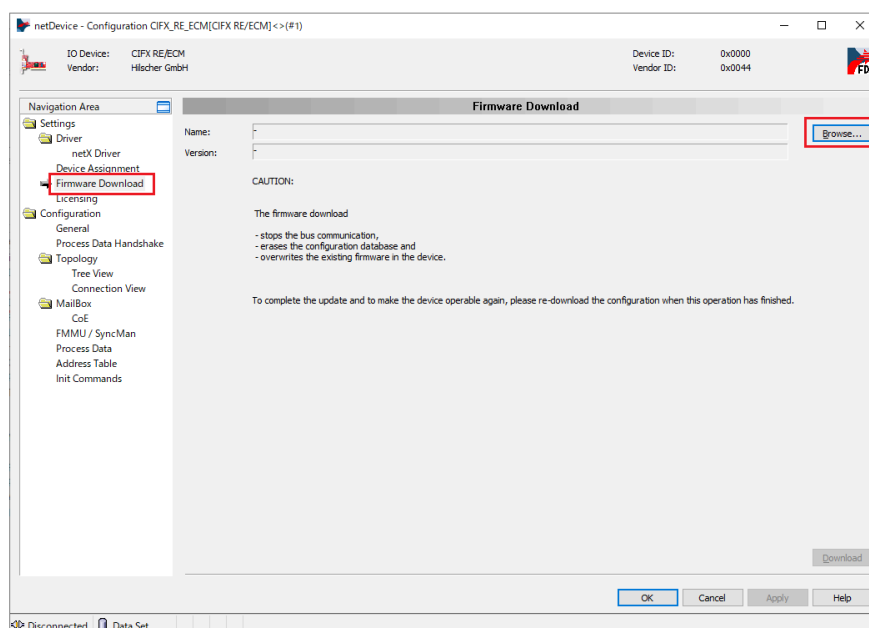 netDevice - Configuration CIFX_RE_ECM[CIFX RE/ECM]<>(#1)
IO Device: CIFX RE/ECM Device ID: 0x0000
Vendor: Hilscher GmbH Vendor ID: 0x0044
FD
Navigation Area
Settings
Driver
netX Driver
Device Assignment
Firmware Download
Licensing
Configuration
General
Process Data Handshake
Topology
Tree View
Connection View
MailBox
CoE
FMMU / SyncMan
Process Data
Address Table
Init Commands
Firmware Download
Name: - Browse...
Version: -
CAUTION:
The firmware download
- stops the bus communication,
- erases the configuration database and
- overwrites the existing firmware in the device.
To complete the update and to make the device operable again, please re-download the configuration when this operation has finished.
Download
OK Cancel Apply Help
Disconnected Data Set